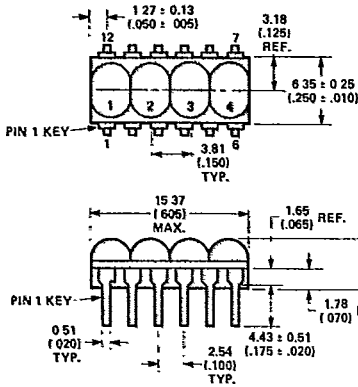 1 27 ± 0.13
(.050 ± .005)
3.18
(.125)
REF.
12
7
6 35 ± 0 25
(.250 ± .010)
1 2 3 4
PIN 1 KEY
1
6
3.81
(.150)
TYP.
15 37
(605)
MAX.
1.65
(.065)
REF.
PIN 1 KEY
1.78
(070)
0 51
(020)
TYP.
2.54
(.100)
TYP.
4.43 ± 0.51
(.175 ± .020)